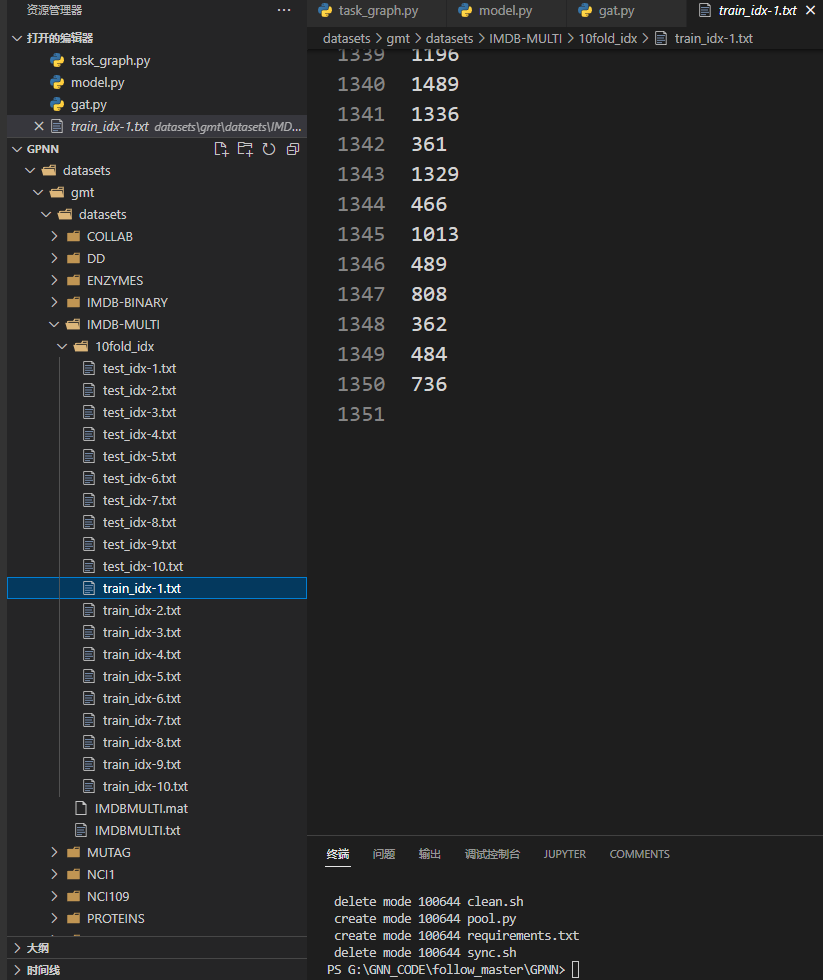 资源管理器 ···
打开的编辑器
task_graph.py
model.py
gat.py
train_idx-1.txt datasets\gmt\datasets\IMD...
GPNN
datasets
gmt
datasets
COLLAB
DD
ENZYMES
IMDB-BINARY
IMDB-MULTI
10fold_idx
test_idx-1.txt
test_idx-2.txt
test_idx-3.txt
test_idx-4.txt
test_idx-5.txt
test_idx-6.txt
test_idx-7.txt
test_idx-8.txt
test_idx-9.txt
test_idx-10.txt
train_idx-1.txt
train_idx-2.txt
train_idx-3.txt
train_idx-4.txt
train_idx-5.txt
train_idx-6.txt
train_idx-7.txt
train_idx-8.txt
train_idx-9.txt
train_idx-10.txt
IMDBMULTI.mat
IMDBMULTI.txt
MUTAG
NCI1
NCI109
PROTEINS
大纲
时间线
task_graph.py model.py gat.py train_idx-1.txt
datasets > gmt > datasets > IMDB-MULTI > 10fold_idx > train_idx-1.txt
1339 1196
1340 1489
1341 1336
1342 361
1343 1329
1344 466
1345 1013
1346 489
1347 808
1348 362
1349 484
1350 736
1351
终端 问题 输出 调试控制台 JUPYTER COMMENTS
delete mode 100644 clean.sh
create mode 100644 pool.py
create mode 100644 requirements.txt
delete mode 100644 sync.sh
PS G:\GNN_CODE\follow_master\GPNN>